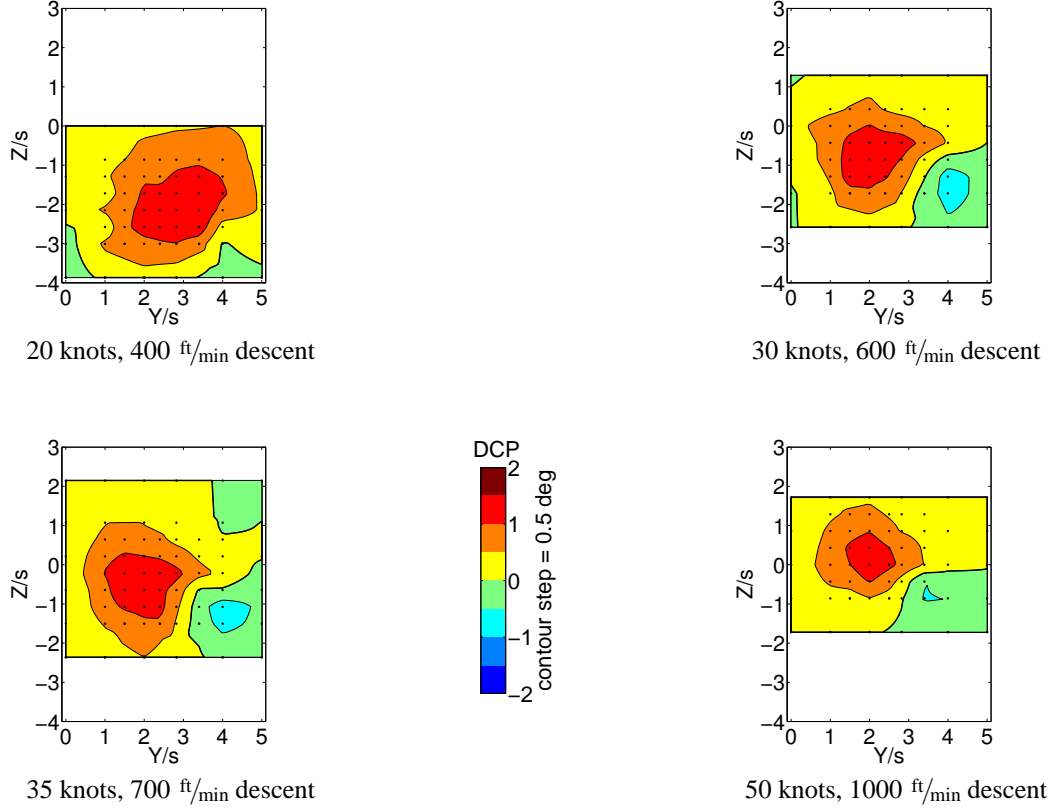 3
2
1
0
−1
−2
−3
−4
Z/s
0 1 2 3 4 5
Y/s
20 knots, 400 ft/min descent
3
2
1
0
−1
−2
−3
−4
Z/s
0 1 2 3 4 5
Y/s
30 knots, 600 ft/min descent
3
2
1
0
−1
−2
−3
−4
Z/s
0 1 2 3 4 5
Y/s
35 knots, 700 ft/min descent
DCP
2
1
0
−1
−2
contour step = 0.5 deg
3
2
1
0
−1
−2
−3
−4
Z/s
0 1 2 3 4 5
Y/s
50 knots, 1000 ft/min descent